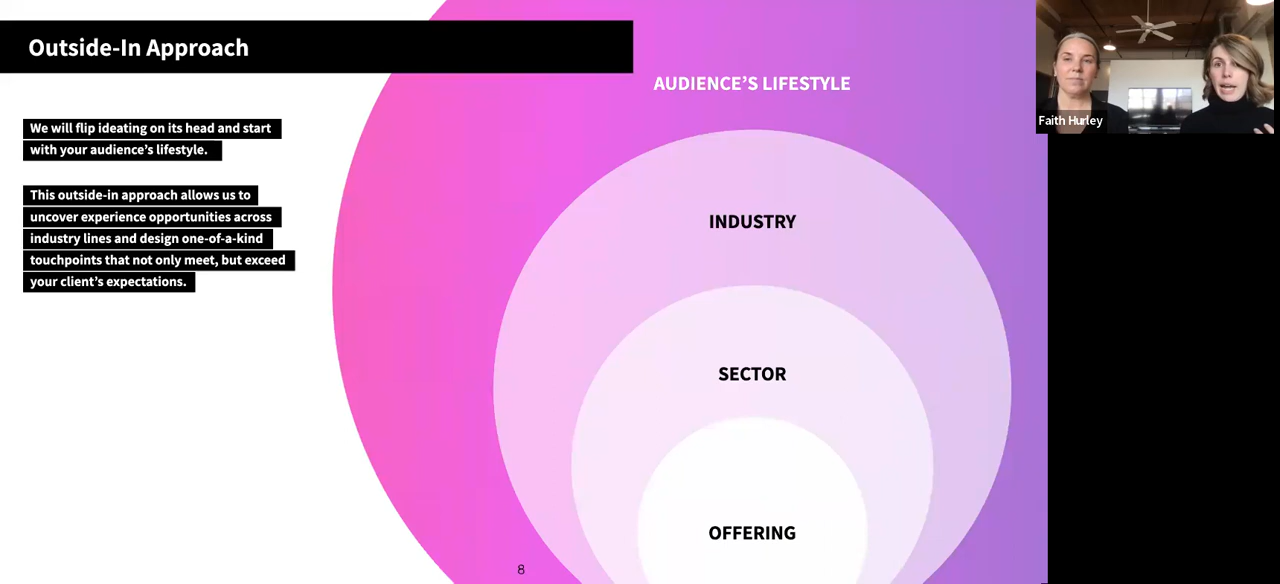 Outside-In Approach
We will flip ideating on its head and start
with your audience’s lifestyle.
This outside-in approach allows us to
uncover experience opportunities across
industry lines and design one-of-a-kind
touchpoints that not only meet, but exceed
your client’s expectations.
AUDIENCE’S LIFESTYLE
INDUSTRY
SECTOR
OFFERING
8
Faith Hurley